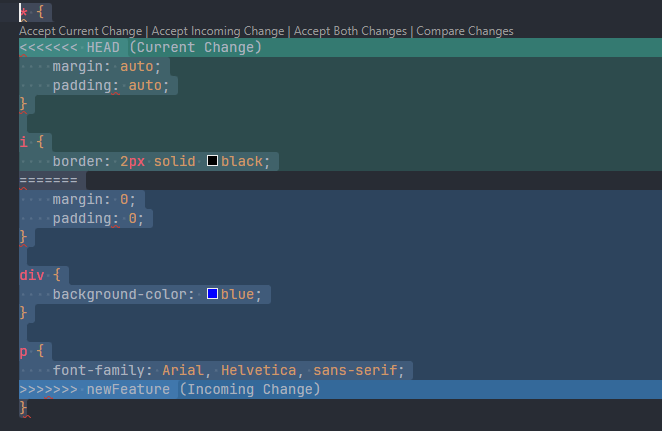 * {
Accept Current Change | Accept Incoming Change | Accept Both Changes | Compare Changes
<<<<<<< HEAD (Current Change)
    margin: auto;
    padding: auto;
}
i {
    border: 2px solid black;
=======
    margin: 0;
    padding: 0;
}
div {
    background-color: blue;
}
p {
    font-family: Arial, Helvetica, sans-serif;
>>>>>>> newFeature (Incoming Change)
}